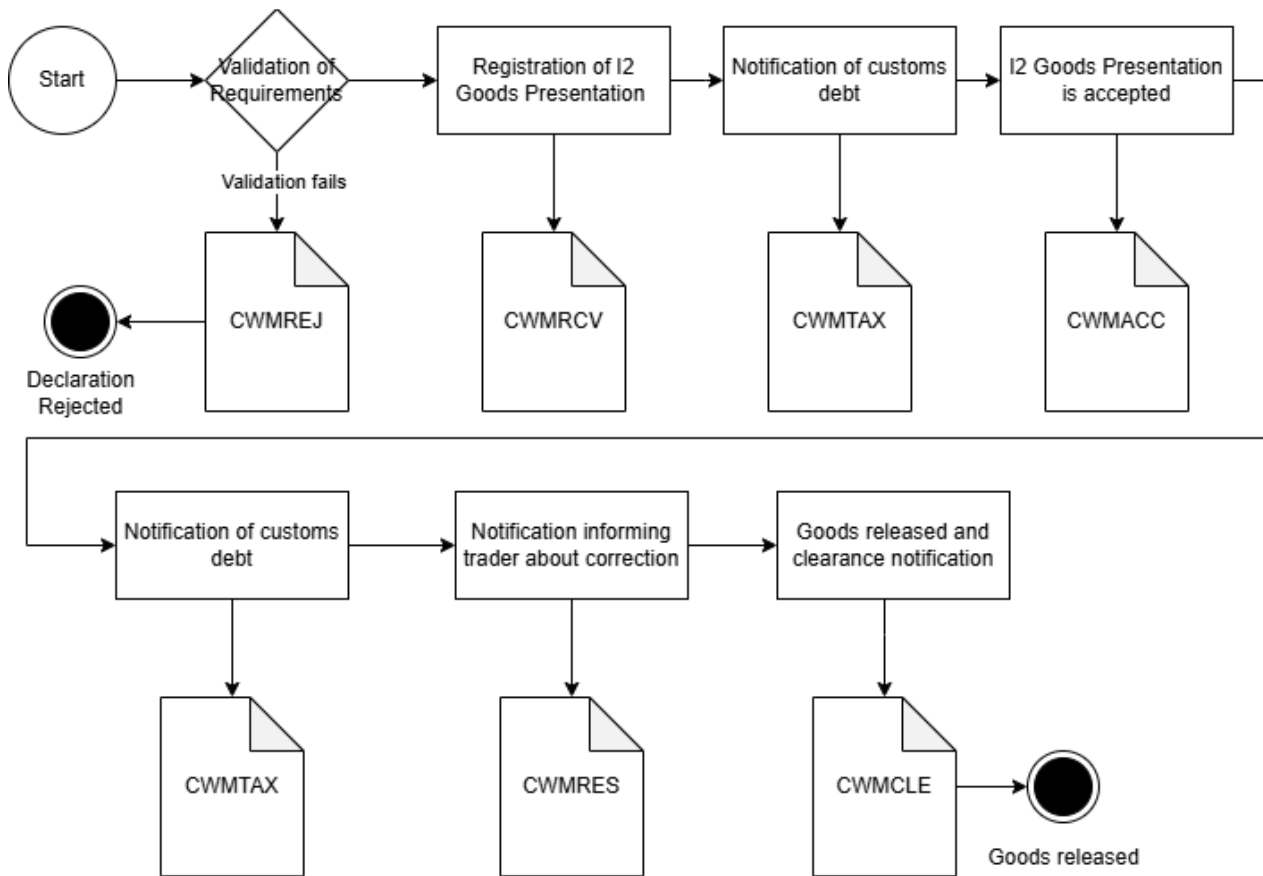 Start
Validation of
Requirements
Registration of I2
Goods Presentation
Notification of customs
debt
I2 Goods Presentation
is accepted
Validation fails
CWMREJ
CWMRCV
CWMTAX
CWMACC
Declaration
Rejected
Notification of customs
debt
Notification informing
trader about correction
Goods released and
clearance notification
CWMTAX
CWMRES
CWMCLE
Goods released